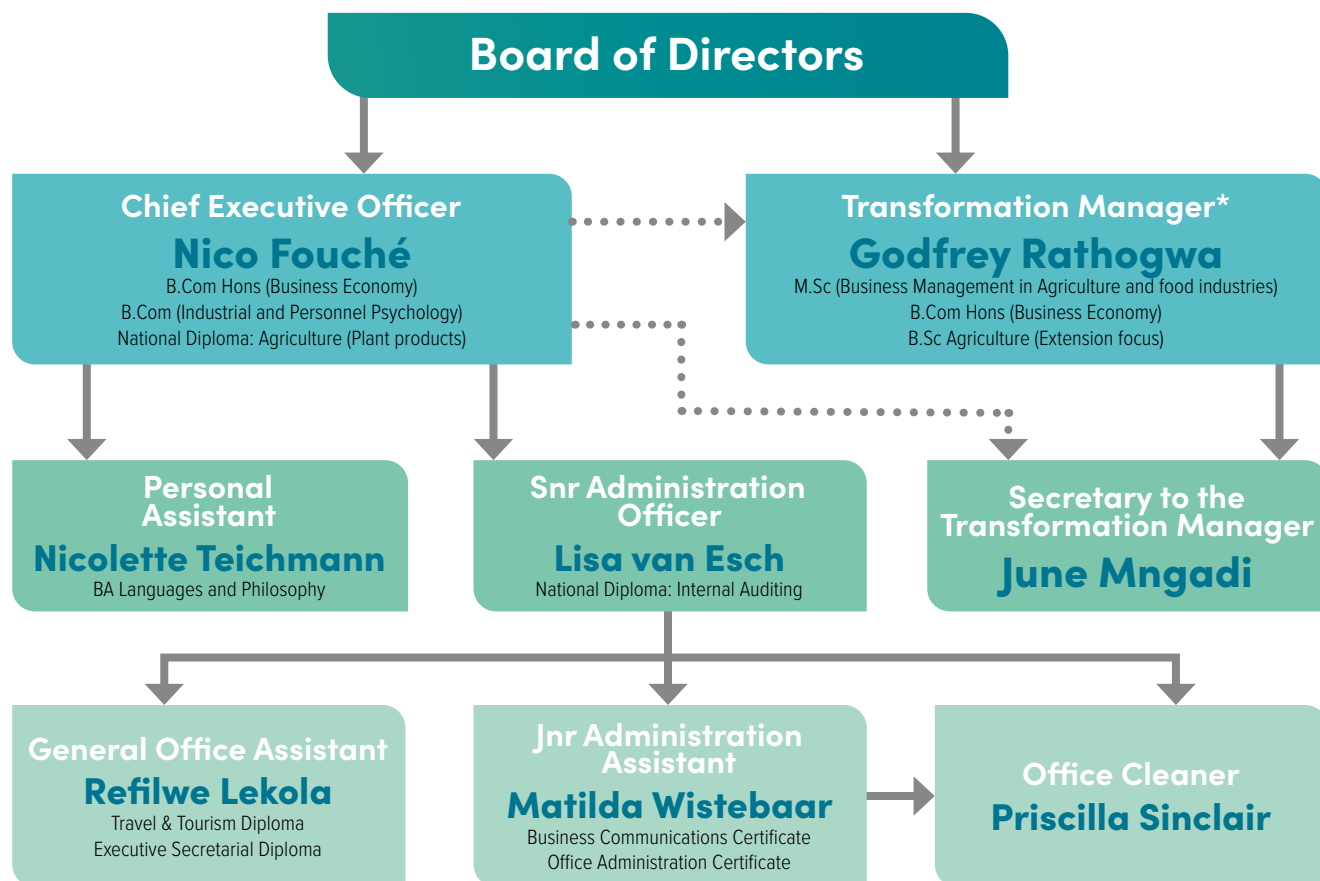 Board of Directors
Chief Executive Officer
Nico Fouché
B.Com Hons (Business Economy)
B.Com (Industrial and Personnel Psychology)
National Diploma: Agriculture (Plant products)
Transformation Manager*
Godfrey Rathogwa
M.Sc (Business Management in Agriculture and food industries)
B.Com Hons (Business Economy)
B.Sc Agriculture (Extension focus)
Personal
Assistant
Nicolette Teichmann
BA Languages and Philosophy
Snr Administration
Officer
Lisa van Esch
National Diploma: Internal Auditing
Secretary to the
Transformation Manager
June Mngadi
General Office Assistant
Refilwe Lekola
Travel & Tourism Diploma
Executive Secretarial Diploma
Jnr Administration
Assistant
Matilda Wistebaar
Business Communications Certificate
Office Administration Certificate
Office Cleaner
Priscilla Sinclair